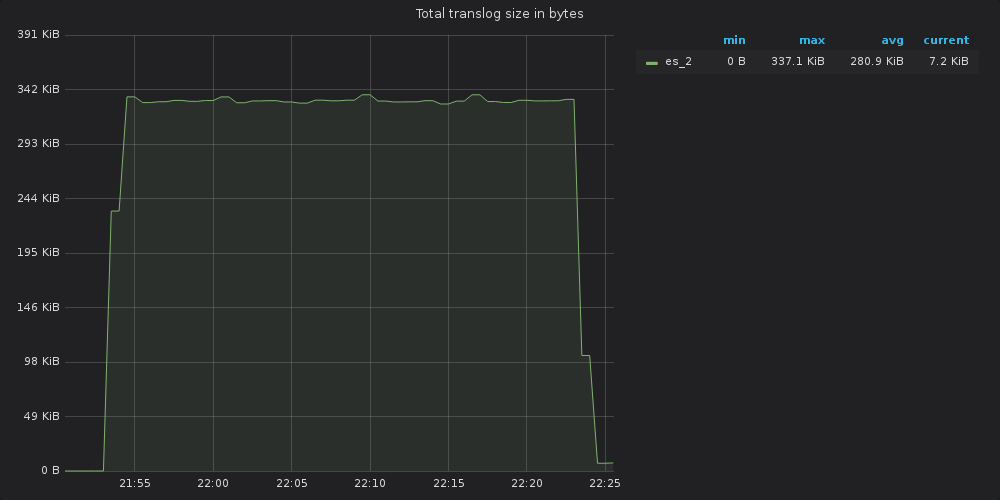 Total translog size in bytes
391 KiB
342 KiB
293 KiB
244 KiB
195 KiB
146 KiB
98 KiB
49 KiB
0 B
21:55 22:00 22:05 22:10 22:15 22:20 22:25
min max avg current
es_2 0 B 337.1 KiB 280.9 KiB 7.2 KiB